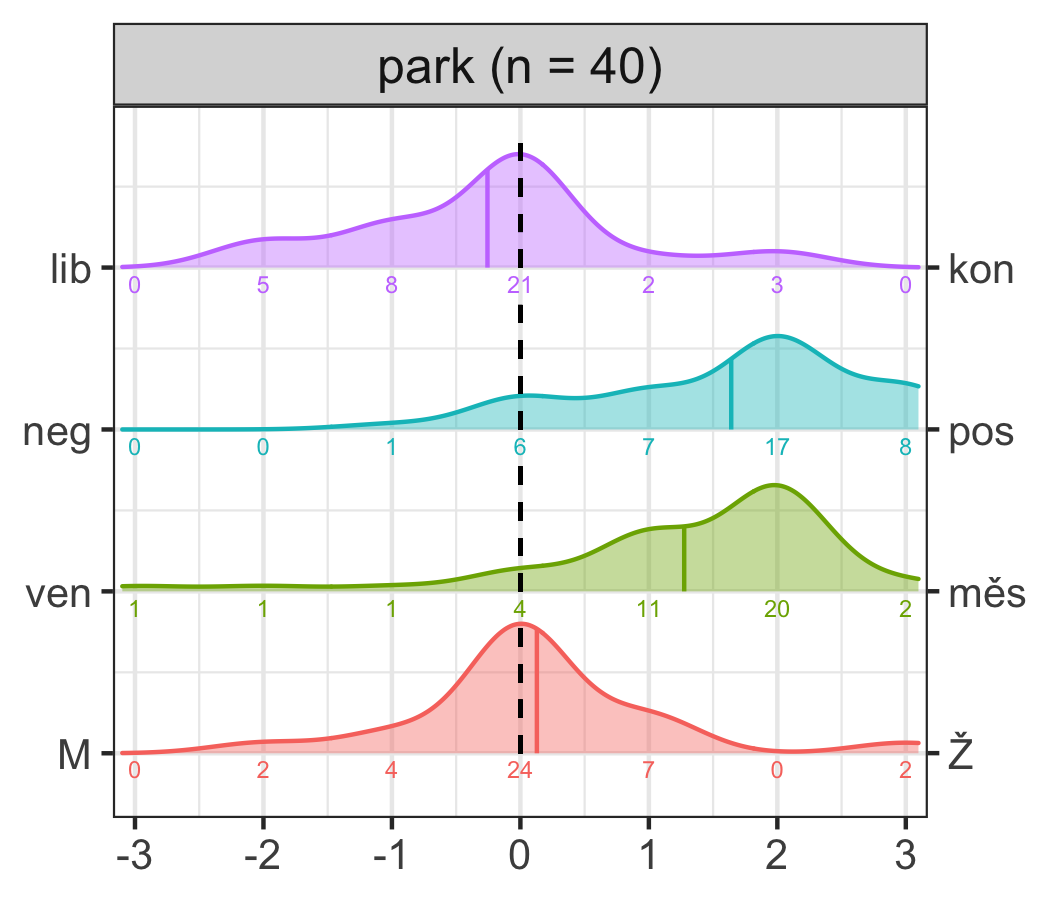 park (n = 40)
lib kon
0 5 8 21 2 3 0
neg pos
0 0 1 6 7 17 8
ven měs
1 1 1 4 11 20 2
M Ž
0 2 4 24 7 0 2
-3 -2 -1 0 1 2 3